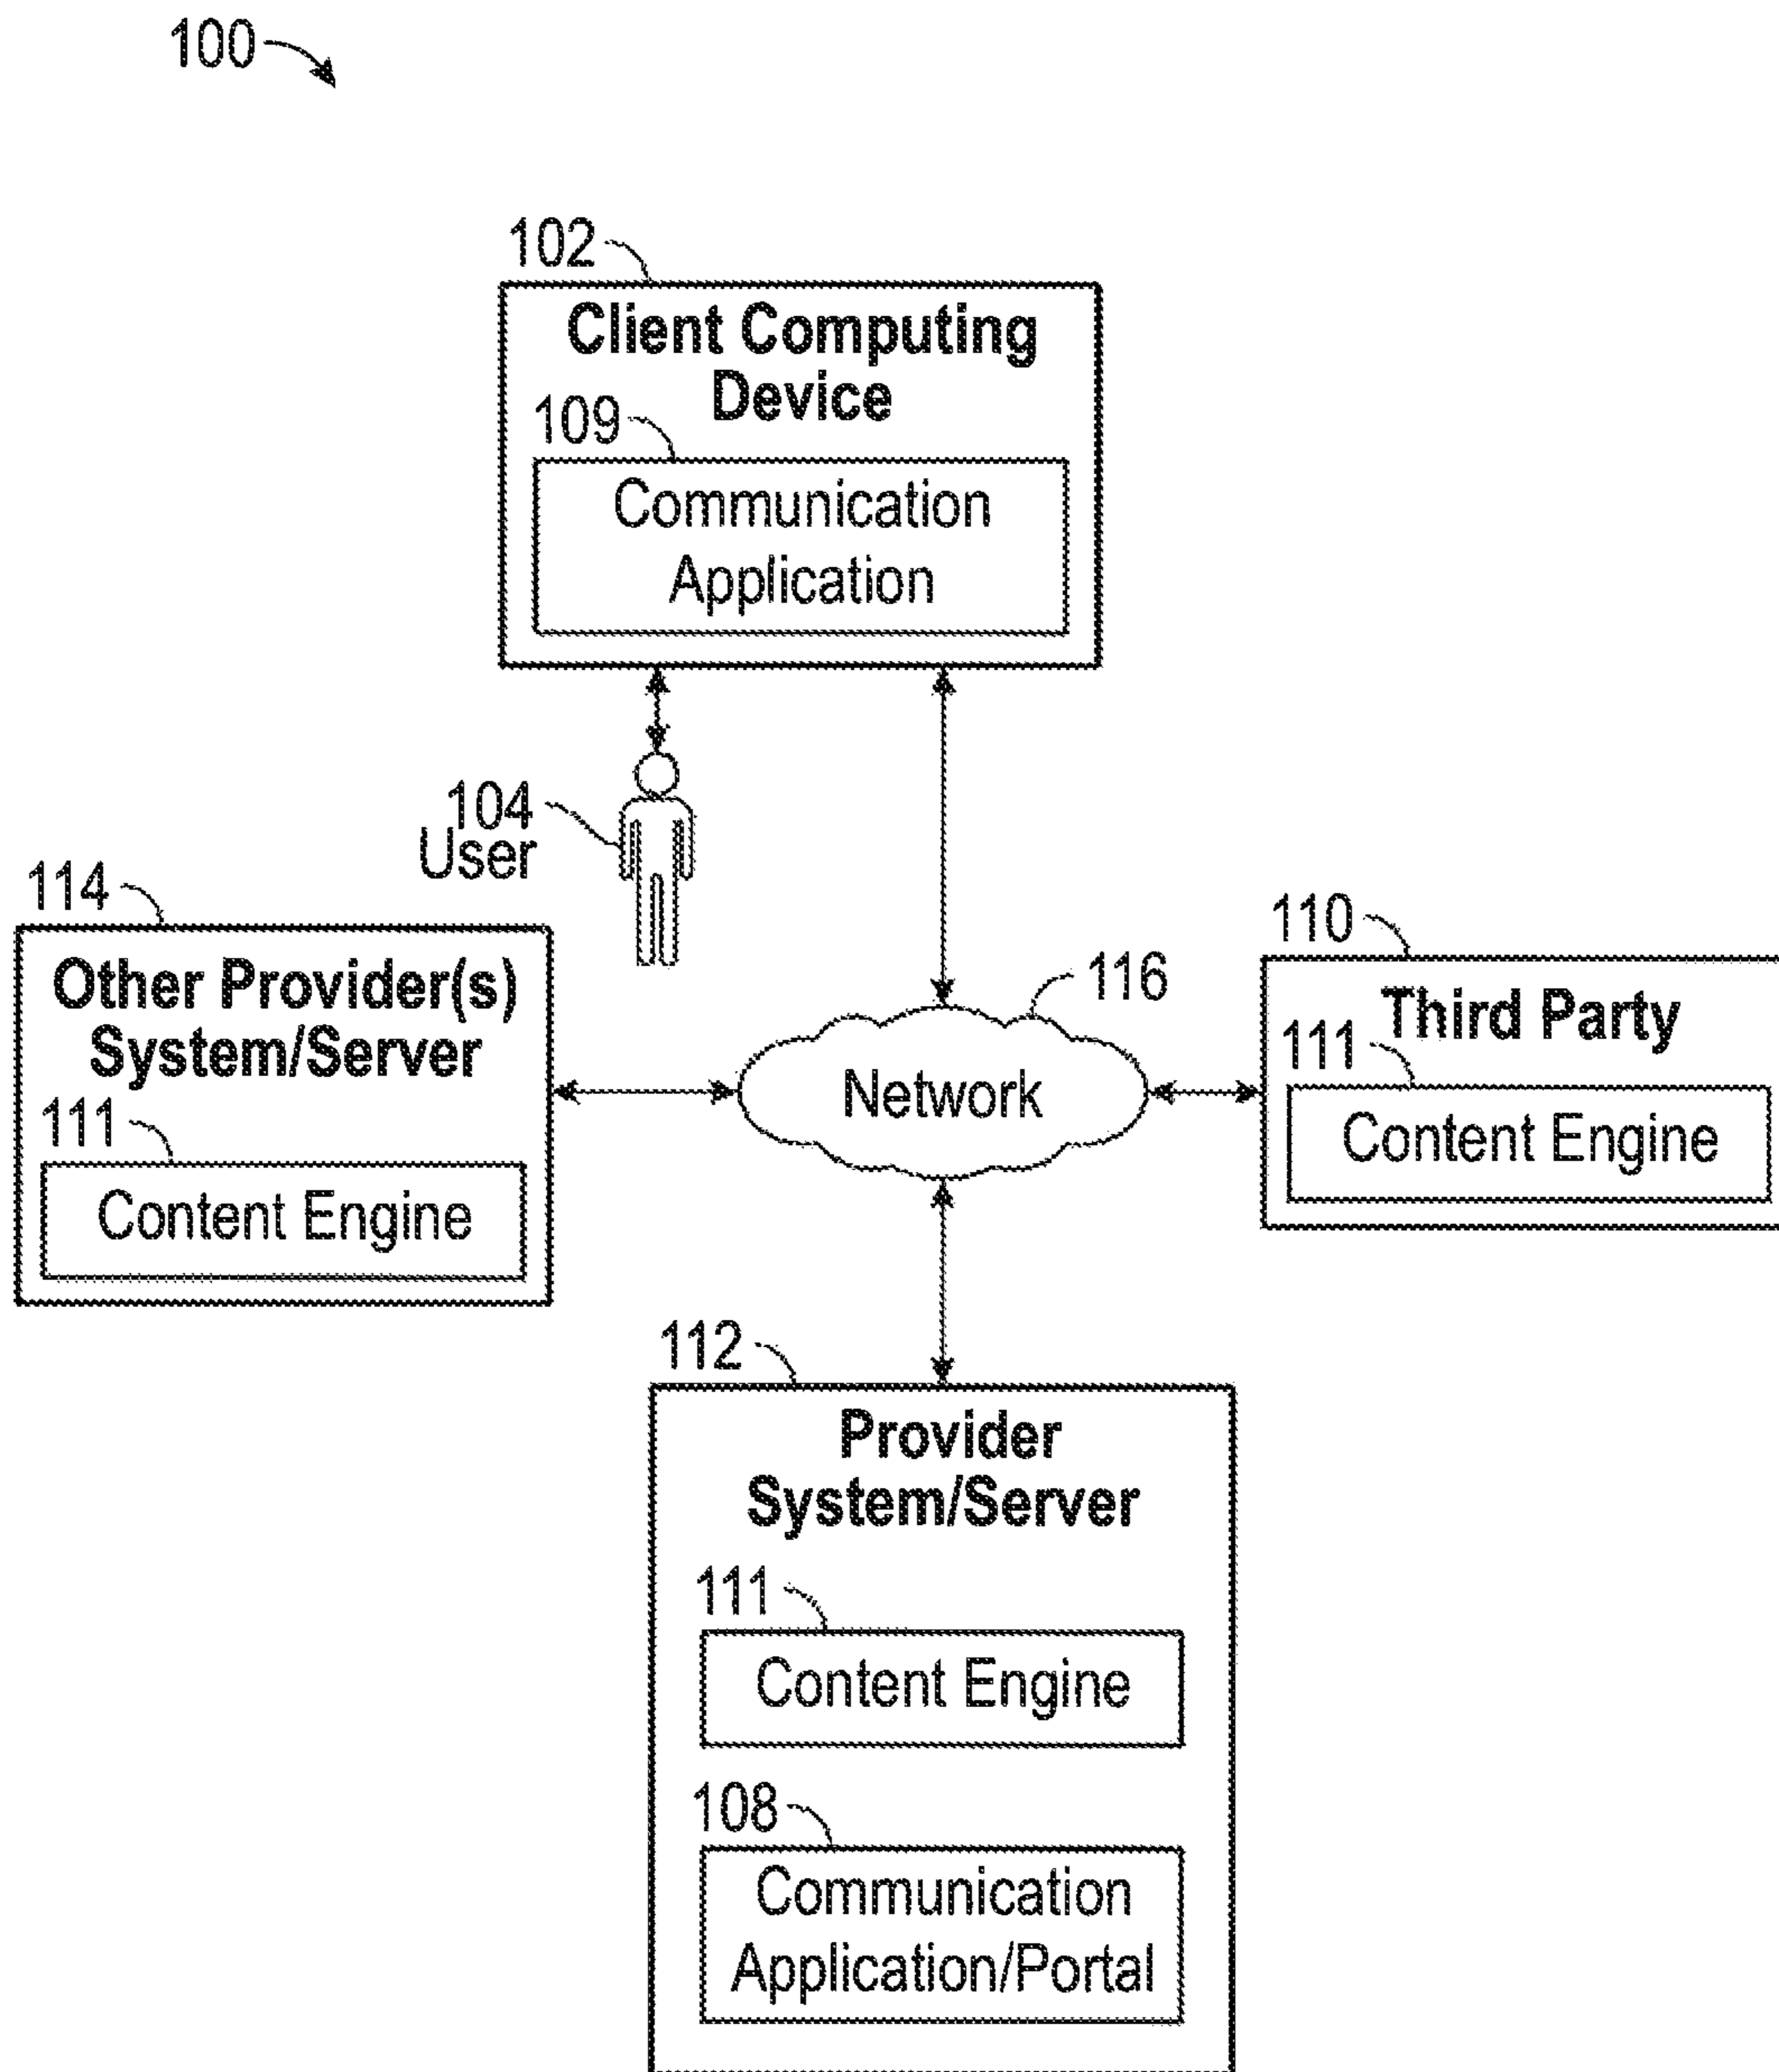 100
102
Client Computing
Device
109
Communication
Application
104
User
114
Other Provider(s)
System/Server
111
Content Engine
116
Network
110
Third Party
111
Content Engine
112
Provider
System/Server
111
Content Engine
108
Communication
Application/Portal